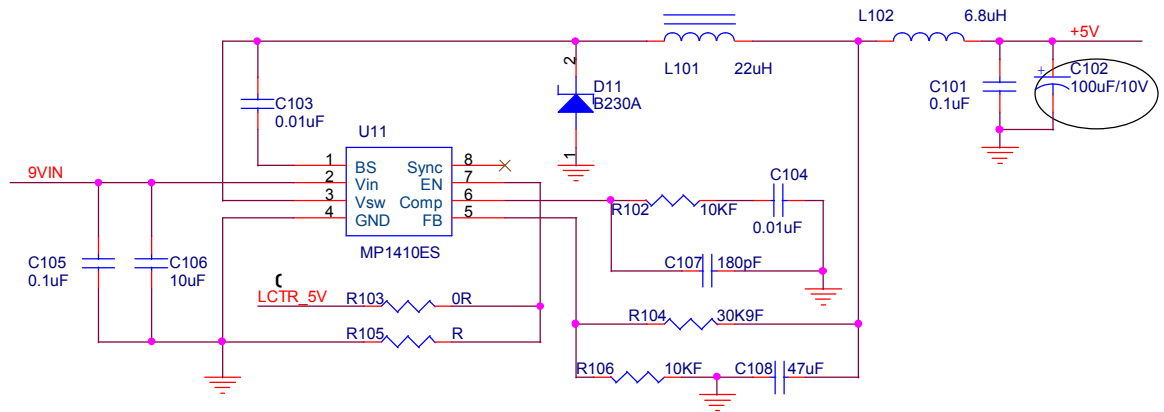 L102 6.8uH
+5V
L101 22uH
2
D11
B230A
1
C101
0.1uF
+ C102
100uF/10V
C103
0.01uF
U11
1 BS Sync 8
2 Vin EN 7
3 Vsw Comp 6
4 GND FB 5
MP1410ES
9VIN
C105
0.1uF
C106
10uF
R102 10KF
C104
0.01uF
C107 180pF
LCTR_5V
R103 0R
R105 R
R104 30K9F
R106 10KF
C108 47uF